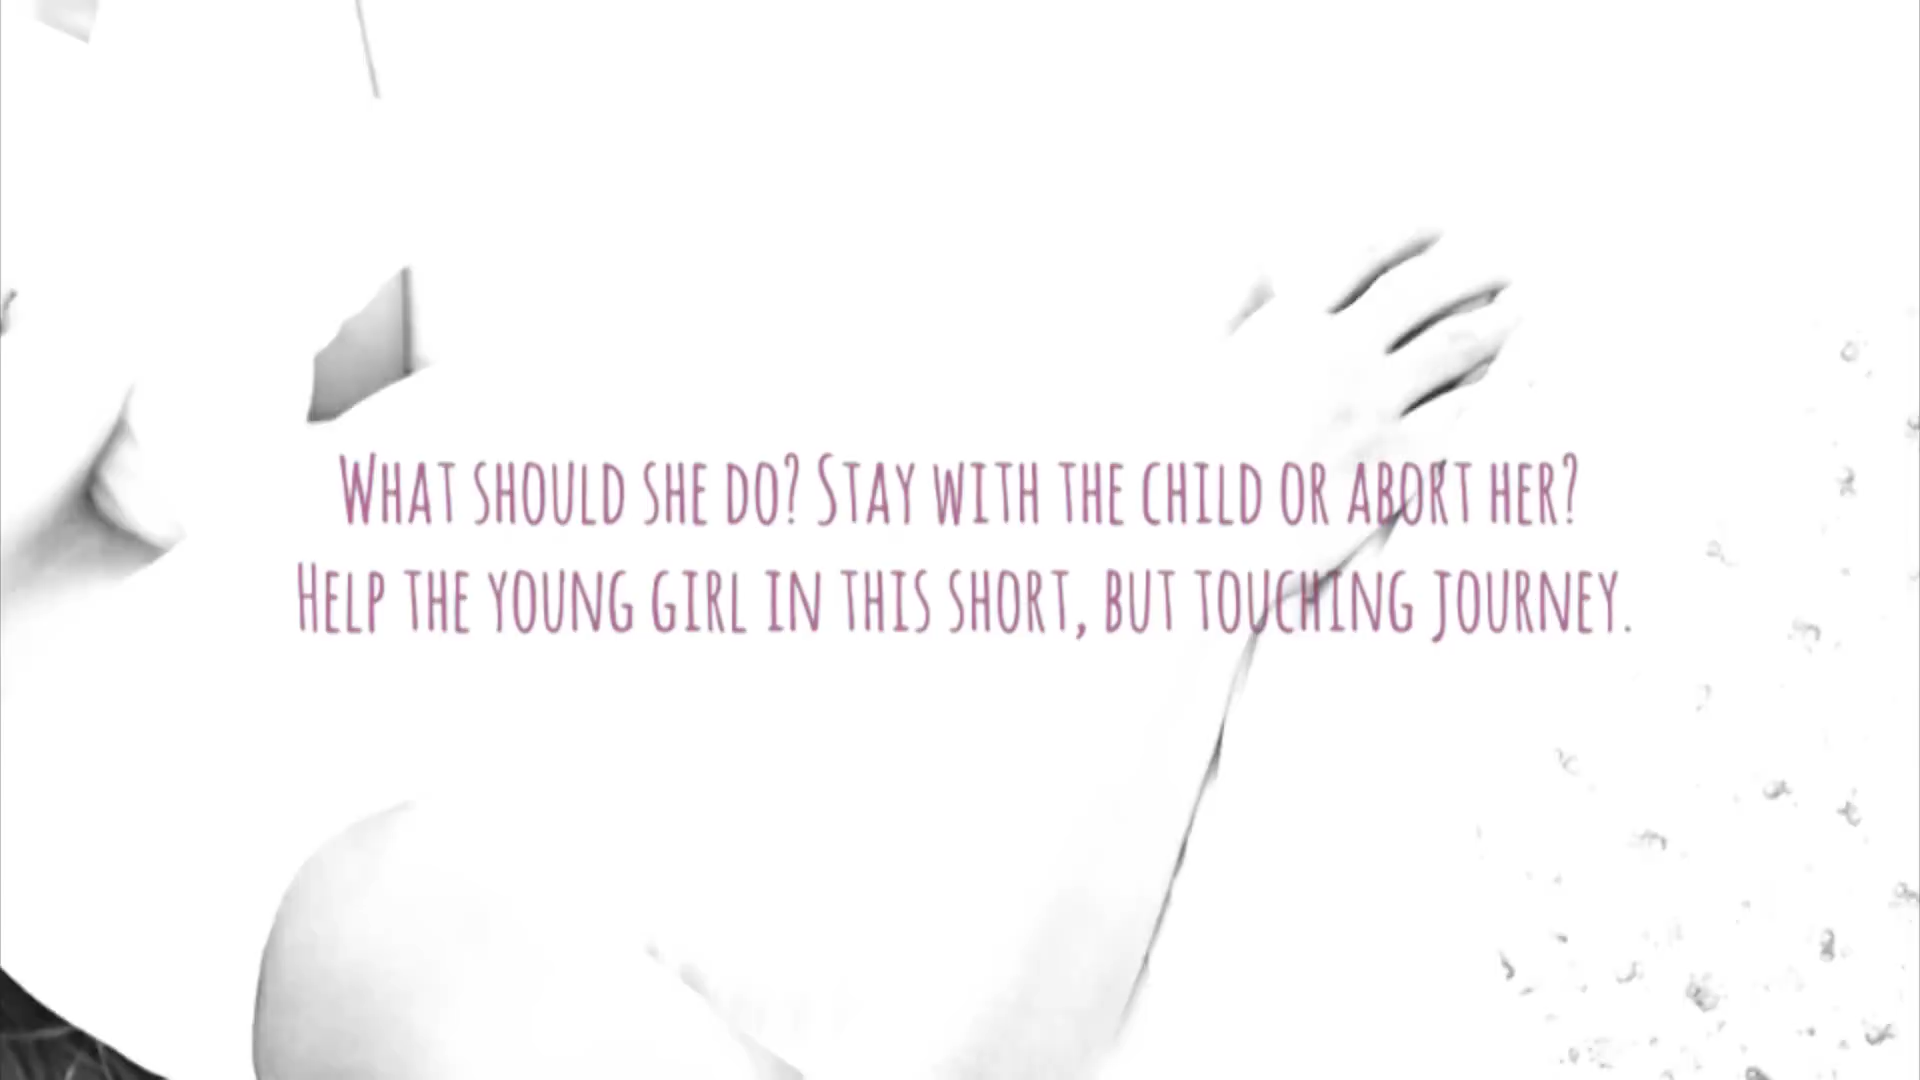 What should she do? Stay with the child or abort her?
Help the young girl in this short, but touching journey.